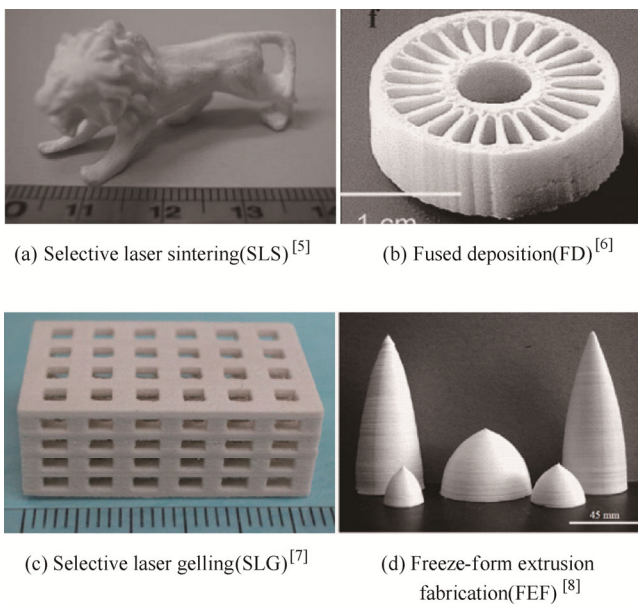 f
0 11 12 13 14
1 cm
(a) Selective laser sintering(SLS) [5]
(b) Fused deposition(FD) [6]
45 mm
(c) Selective laser gelling(SLG) [7]
(d) Freeze-form extrusion
fabrication(FEF) [8]